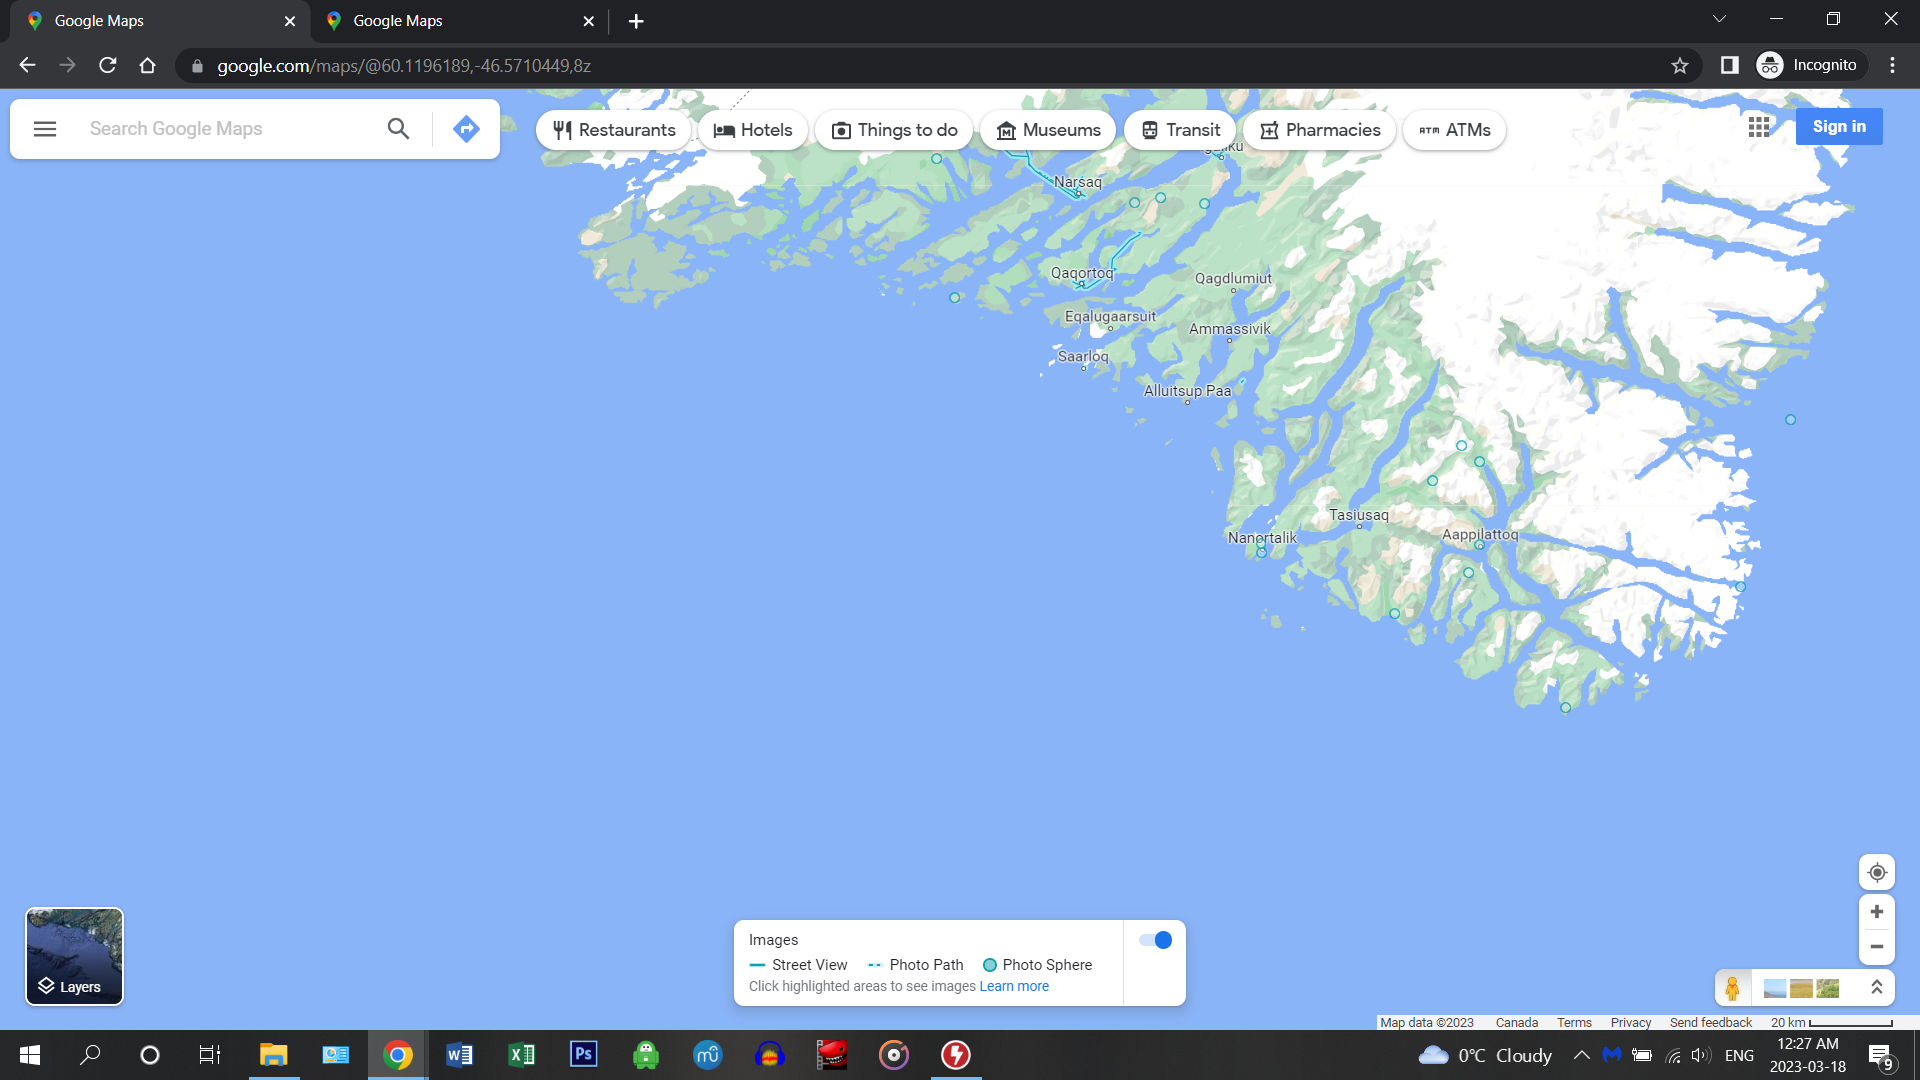 Google Maps
Google Maps
google.com/maps/@60.1196189,-46.5710449,8z
Incognito
Search Google Maps
Restaurants
Hotels
Things to do
Museums
Transit
Pharmacies
ATM ATMs
Sign in
Narsaq
Qaqortoq
Qagdlumiut
Eqalugaarsuit
Ammassivik
Saarloq
Alluitsup Paa
Tasiusaq
Nanortalik
Aappilattoq
Layers
Images
Street View
Photo Path
Photo Sphere
Click highlighted areas to see images Learn more
Map data ©2023 Canada Terms Privacy Send feedback 20 km
W
X
Ps
mu
0°C Cloudy
ENG
12:27 AM
2023-03-18
9